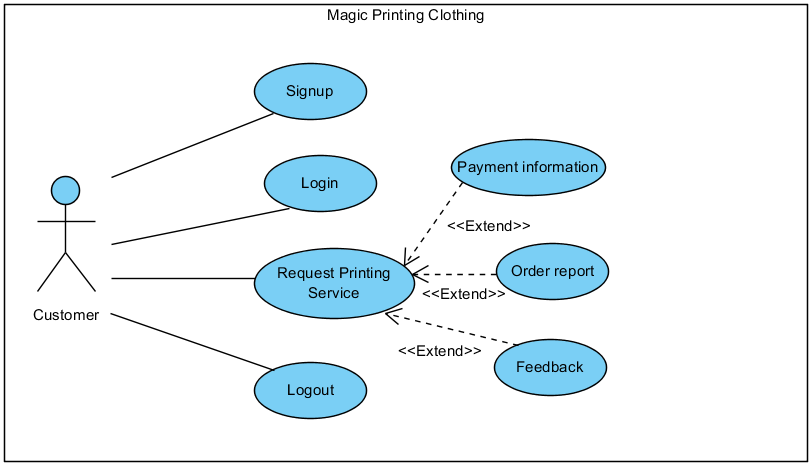 Magic Printing Clothing
Signup
Payment information
Login
<<Extend>>
Request Printing
Service
Order report
<<Extend>>
Customer
<<Extend>>
Feedback
Logout